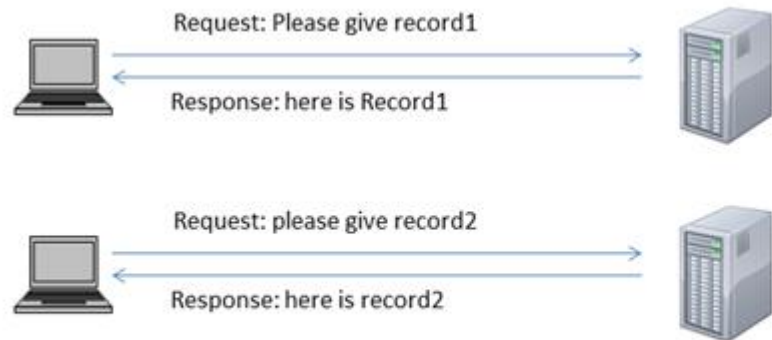 Request: Please give record1
Response: here is Record1
Request: please give record2
Response: here is record2